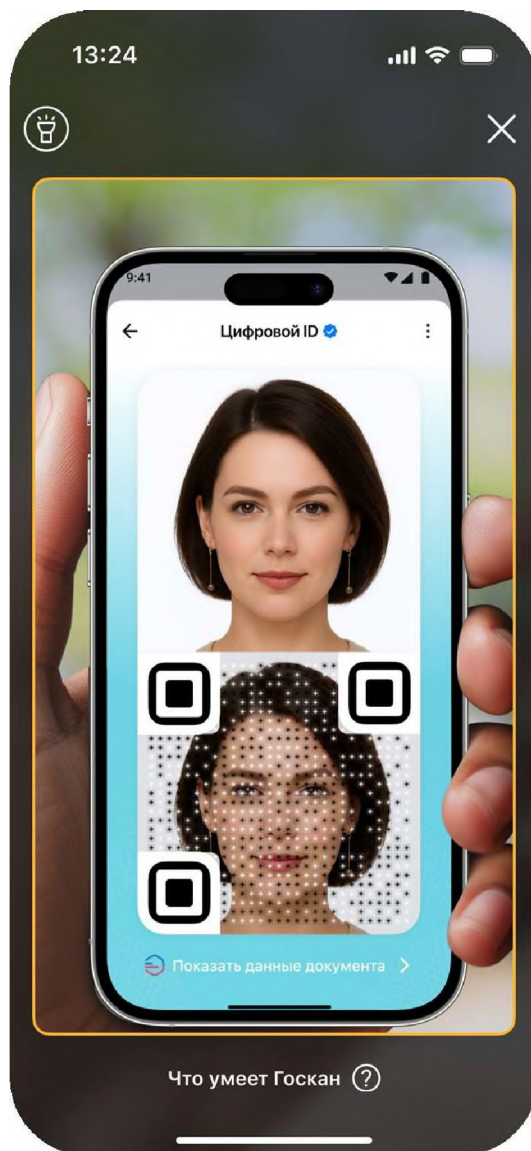 13:24
9:41
Цифровой ID
Показать данные документа
Что умеет Госкан
?